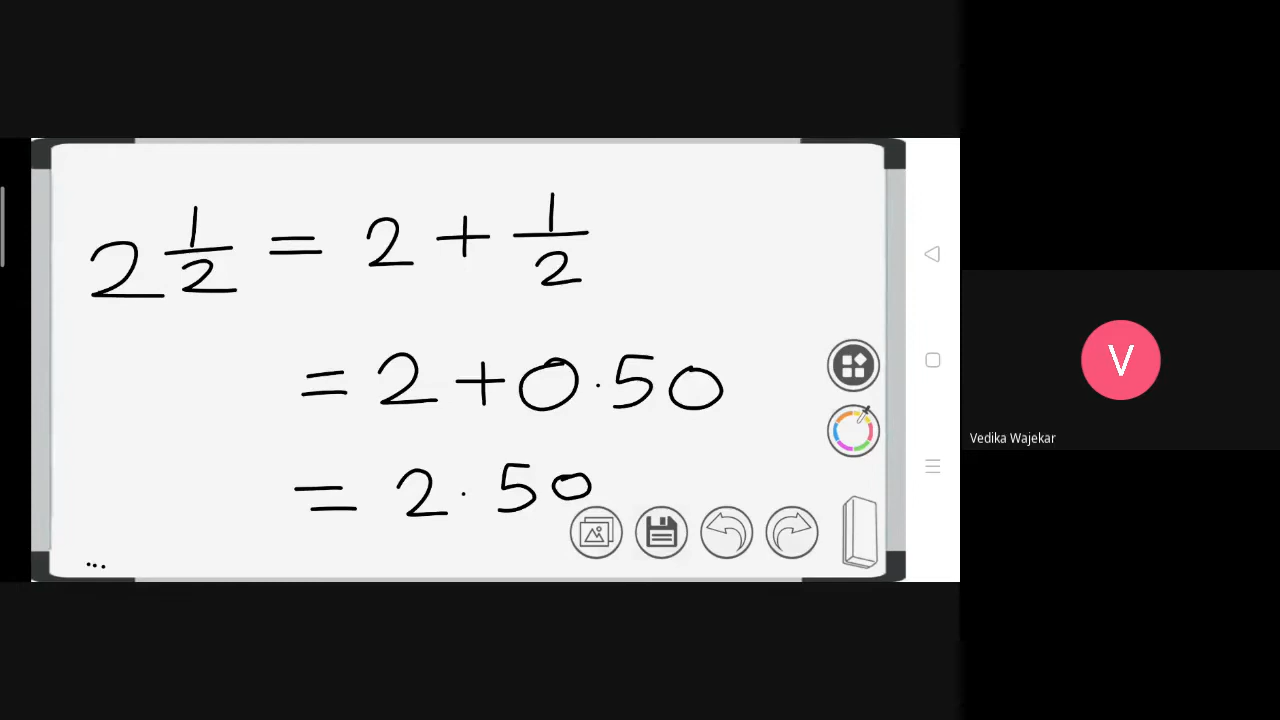 2 1/2 = 2 + 1/2
= 2 + 0.50
= 2.50
V
Vedika Wajekar